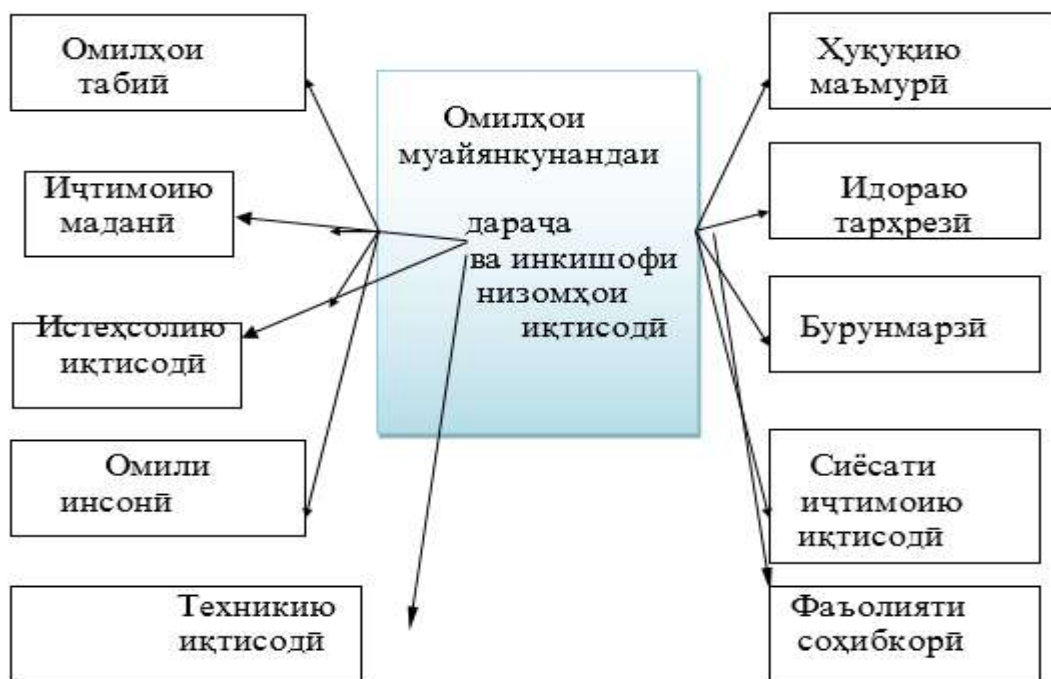 Омилҳои
табиӣ
Иҷтимоию
маданӣ
Истеҳсолию
иқтисодӣ
Омили
инсонӣ
Техникию
иқтисодӣ
Омилҳои
муайянкунандаи
дараҷа
ва инкишофи
низомҳои
иқтисодӣ
Ҳуқуқию
маъмурӣ
Идораю
тархрезӣ
Бурунмарзӣ
Сиёсати
иҷтимоию
иқтисодӣ
Фаъолияти
соҳибкорӣ